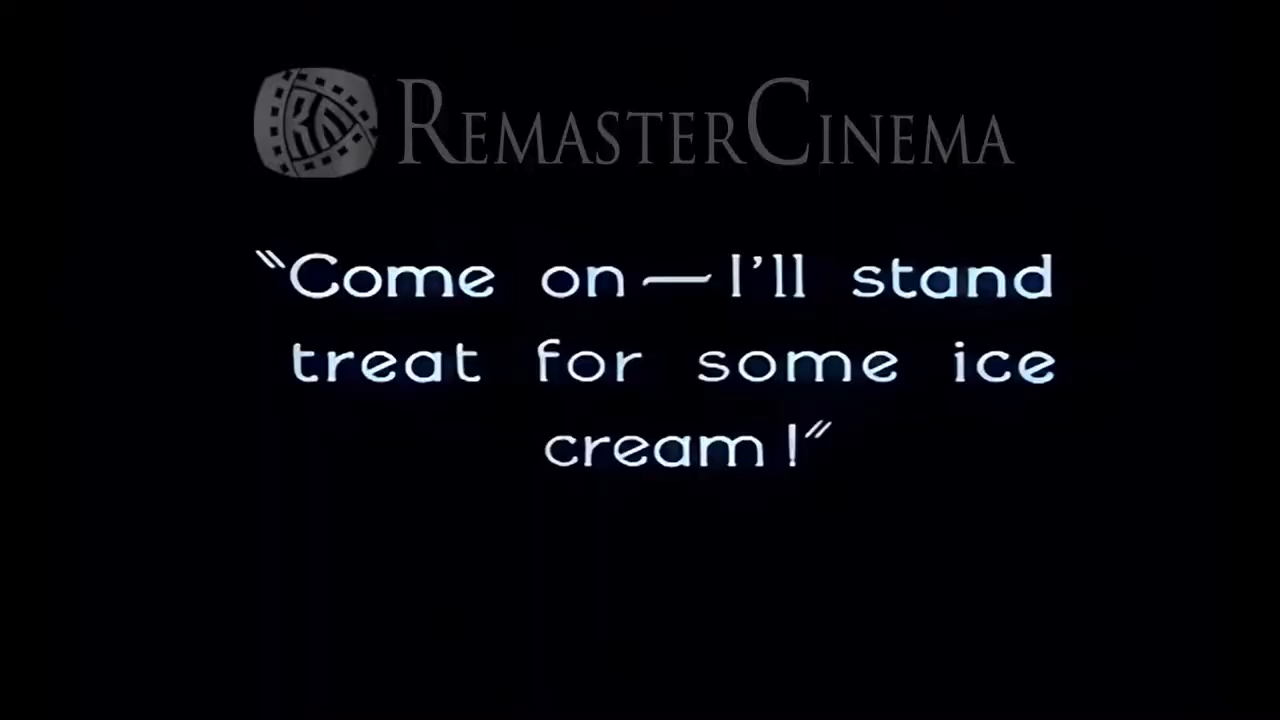 REMASTERCINEMA
"Come on—I'll stand
treat for some ice
cream!"